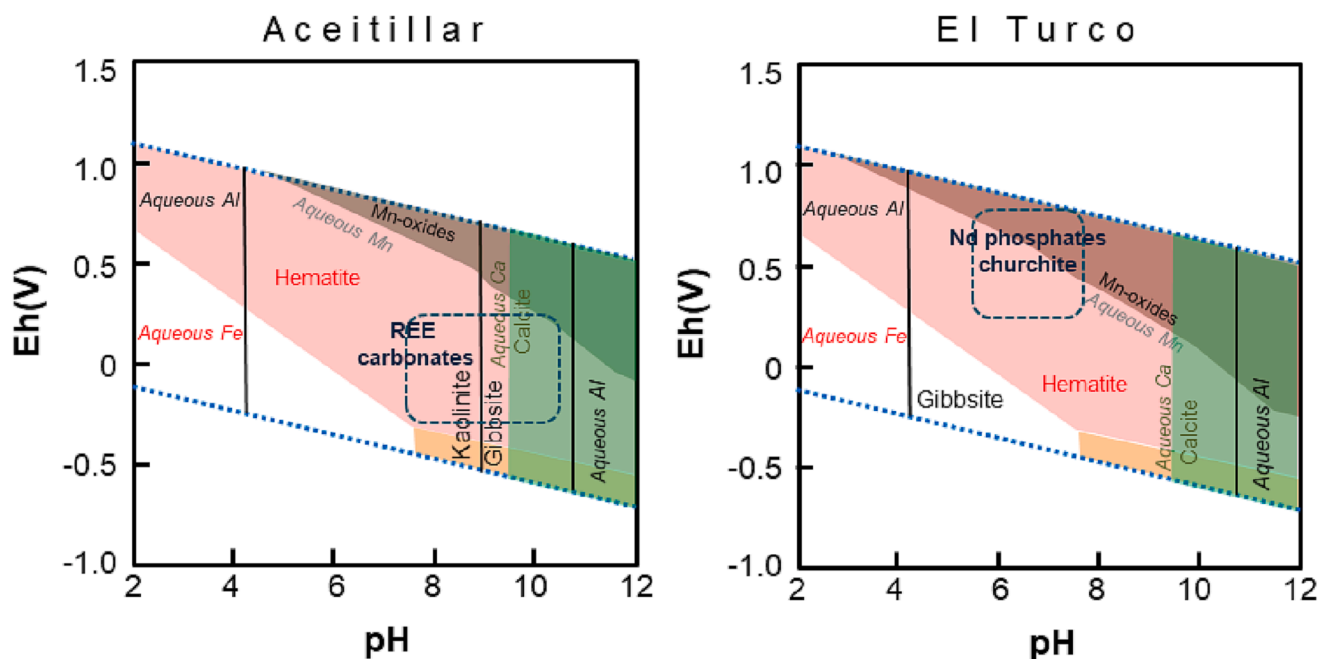 Aceitillar
1.5
1.0
0.5
0
-0.5
-1.0
Eh(V)
Aqueous Al
Mn-oxides
Aqueous Mn
Hematite
Aqueous Fe
REE
carbonates
Kaolinite
Gibbsite
Aqueous Ca
Calcite
Aqueous Al
2
4
6
8
10
12
pH
El Turco
1.5
1.0
0.5
0
-0.5
-1.0
Eh(V)
Aqueous Al
Nd phosphates
churchite
Mn-oxides
Aqueous Mn
Aqueous Fe
Hematite
Gibbsite
Aqueous Ca
Calcite
Aqueous Al
2
4
6
8
10
12
pH